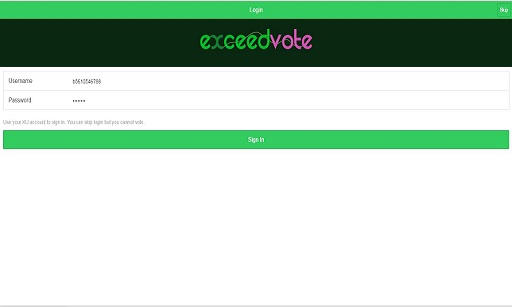 Login
Skip
exceedvote
Username
b5610546788
Password
•••••
Use your KU account to sign in. You can skip login but you cannot vote.
Sign In